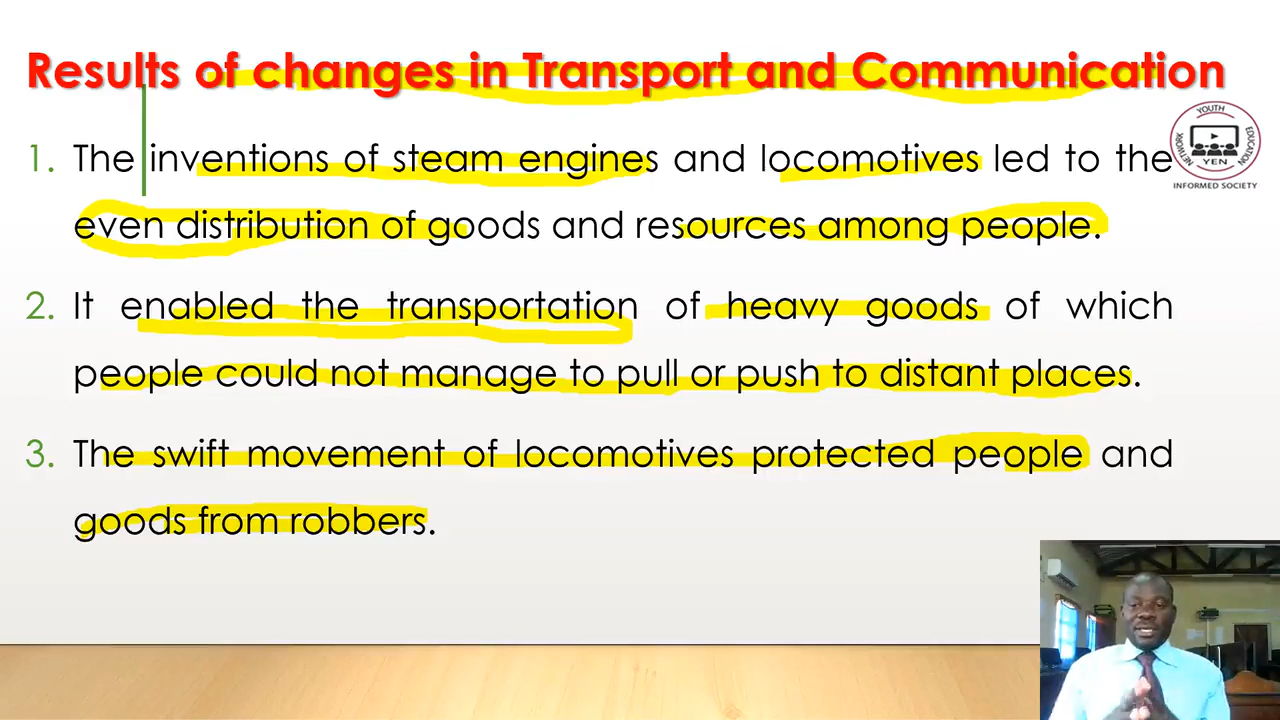 Results of changes in Transport and Communication
1. The inventions of steam engines and locomotives led to the
even distribution of goods and resources among people.
2. It enabled the transportation of heavy goods of which
people could not manage to pull or push to distant places.
3. The swift movement of locomotives protected people and
goods from robbers.
YOUTH EDUCATION NETWORK
YEN
INFORMED SOCIETY